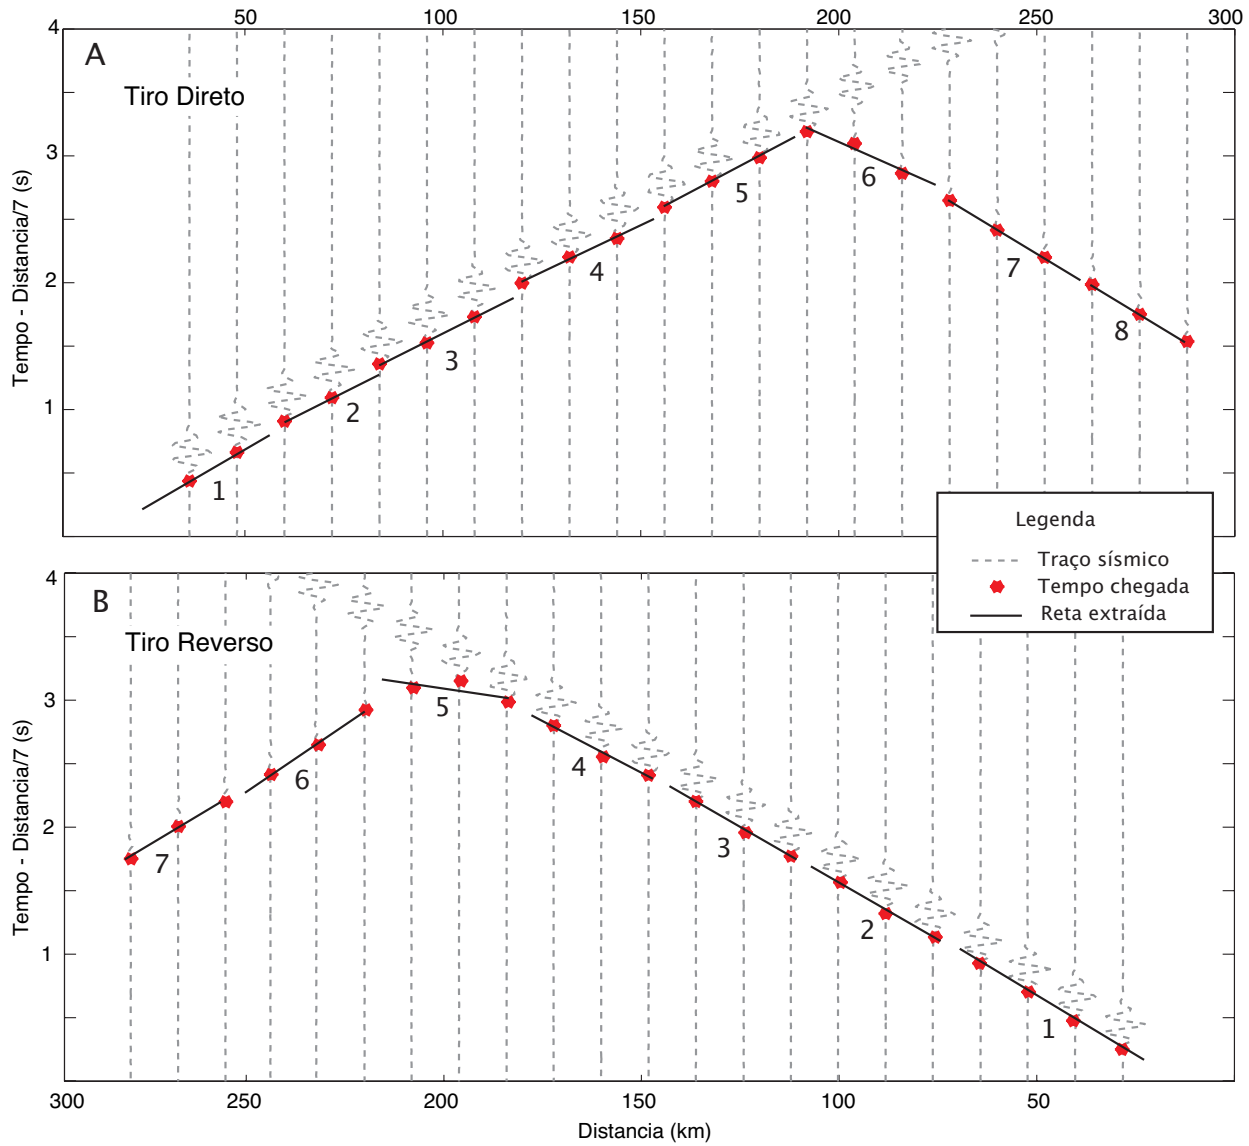 50 100 150 200 250 300
4
A
Tiro Direto
3
2
1
Tempo - Distancia/7 (s)
1
2
3
4
5
6
7
8
Legenda
Traço sísmico
Tempo chegada
Reta extraída
4
B
Tiro Reverso
3
2
1
Tempo - Distancia/7 (s)
7
6
5
4
3
2
1
300 250 200 150 100 50
Distancia (km)